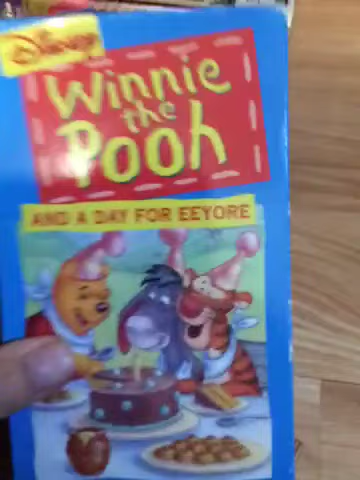 Disney
Winnie
the
Pooh
AND A DAY FOR EEYORE